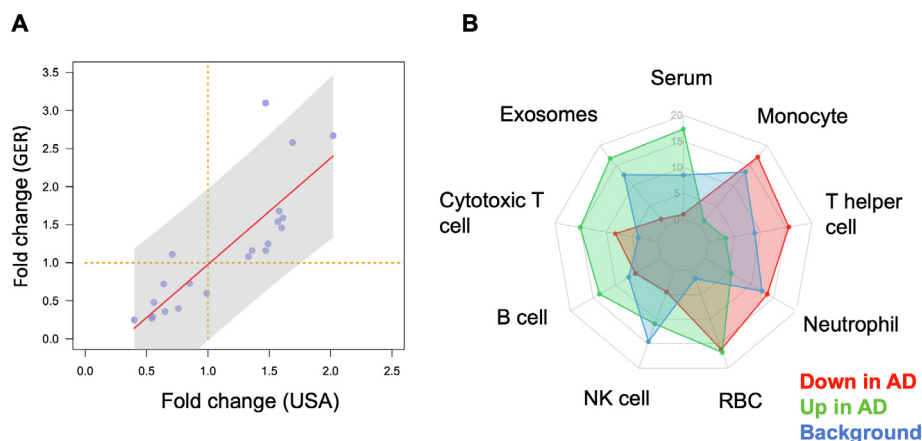 A
B
Fold change (GER)
3.5
3.0
2.5
2.0
1.5
1.0
0.5
0.0
0.0
0.5
1.0
1.5
2.0
2.5
Fold change (USA)
Serum
Exosomes
Monocyte
Cytotoxic T
cell
T helper
cell
B cell
Neutrophil
NK cell
RBC
20
15
10
5
0
Down in AD
Up in AD
Background